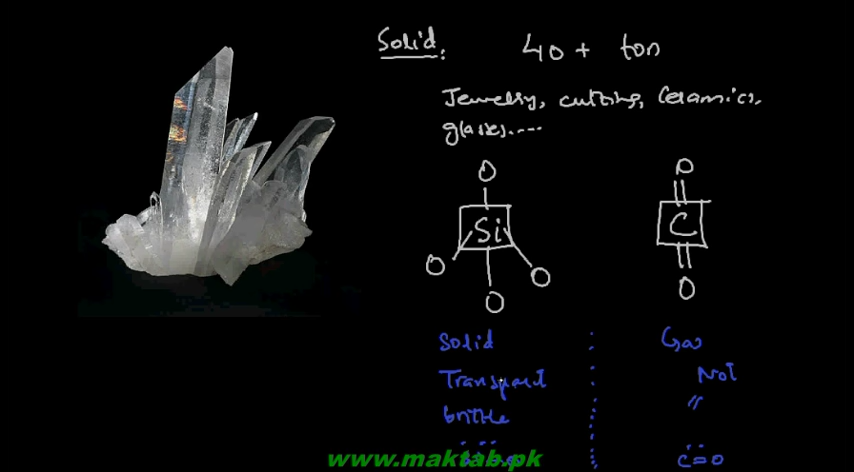 Solid. 40 + ton
Jewelry, cutting, Ceramics,
glasses....
O O
Si C
O O
O O
Solid : Gas
Transparent : Not
brittle : "
C=O
www.maktab.pk